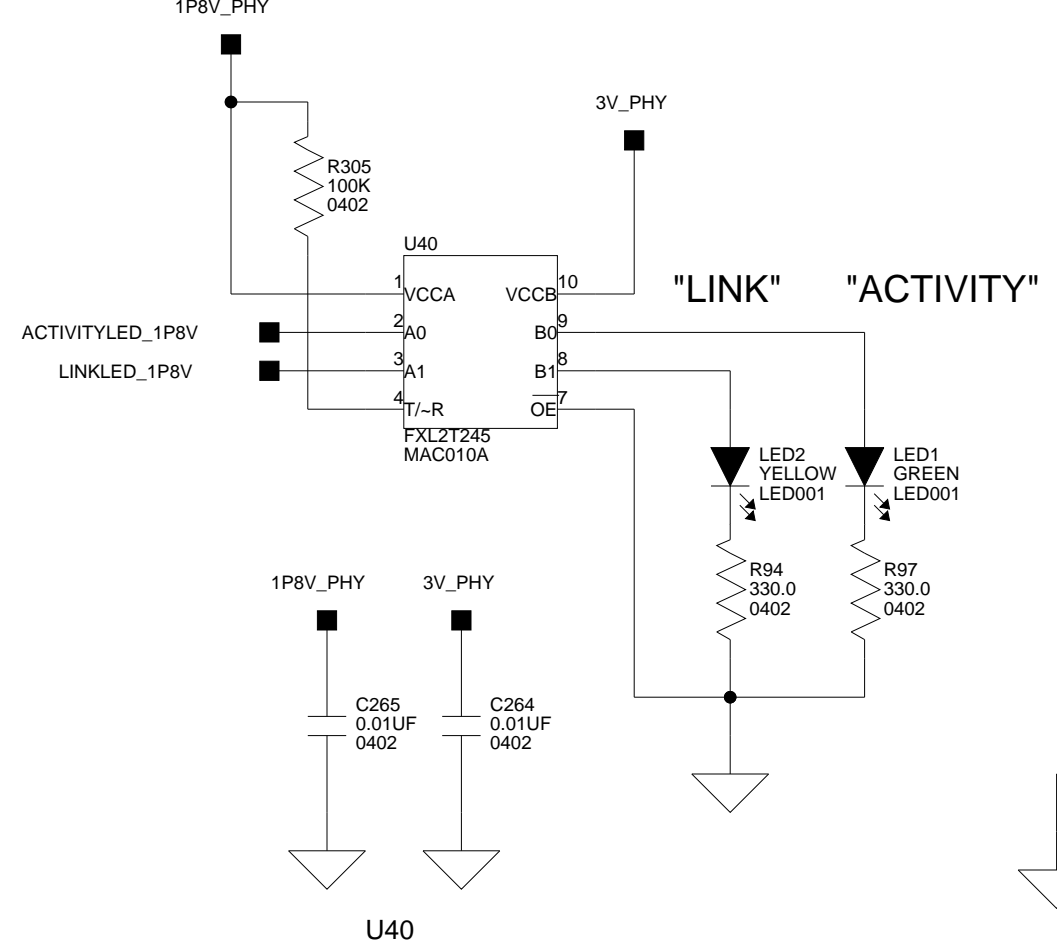 1P8V_PHY
3V_PHY
R305
100K
0402
U40
1
VCCA
VCCB
10
"LINK"
"ACTIVITY"
ACTIVITYLED_1P8V
2
A0
B0
9
LINKLED_1P8V
3
A1
B1
8
4
T/~R
OE
7
FXL2T245
MAC010A
LED2
YELLOW
LED001
LED1
GREEN
LED001
R94
330.0
0402
R97
330.0
0402
1P8V_PHY
3V_PHY
C265
0.01UF
0402
C264
0.01UF
0402
U40